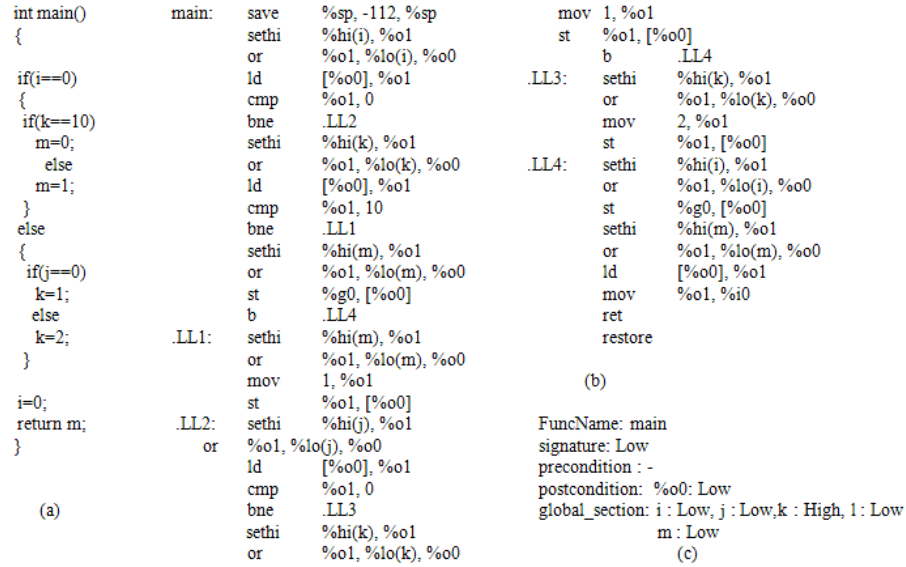 int main()
{
if(i==0)
{
if(k==10)
m=0;
else
m=1;
}
else
{
if(j==0)
k=1;
else
k=2;
}
i=0;
return m;
}
(a)
main: save %sp, -112, %sp
sethi %hi(i), %o1
or %o1, %lo(i), %o0
ld [%o0], %o1
cmp %o1, 0
bne .LL2
sethi %hi(k), %o1
or %o1, %lo(k), %o0
ld [%o0], %o1
cmp %o1, 10
bne .LL1
sethi %hi(m), %o1
or %o1, %lo(m), %o0
st %g0, [%o0]
b .LL4
.LL1: sethi %hi(m), %o1
or %o1, %lo(m), %o0
mov 1, %o1
st %o1, [%o0]
.LL2: sethi %hi(j), %o1
or %o1, %lo(j), %o0
ld [%o0], %o1
cmp %o1, 0
bne .LL3
sethi %hi(k), %o1
or %o1, %lo(k), %o0
mov 1, %o1
st %o1, [%o0]
b .LL4
.LL3: sethi %hi(k), %o1
or %o1, %lo(k), %o0
mov 2, %o1
st %o1, [%o0]
.LL4: sethi %hi(i), %o1
or %o1, %lo(i), %o0
st %g0, [%o0]
sethi %hi(m), %o1
or %o1, %lo(m), %o0
ld [%o0], %o1
mov %o1, %i0
ret
restore
(b)
FuncName: main
signature: Low
precondition : -
postcondition: %o0: Low
global_section: i : Low, j : Low,k : High, l : Low
m : Low
(c)